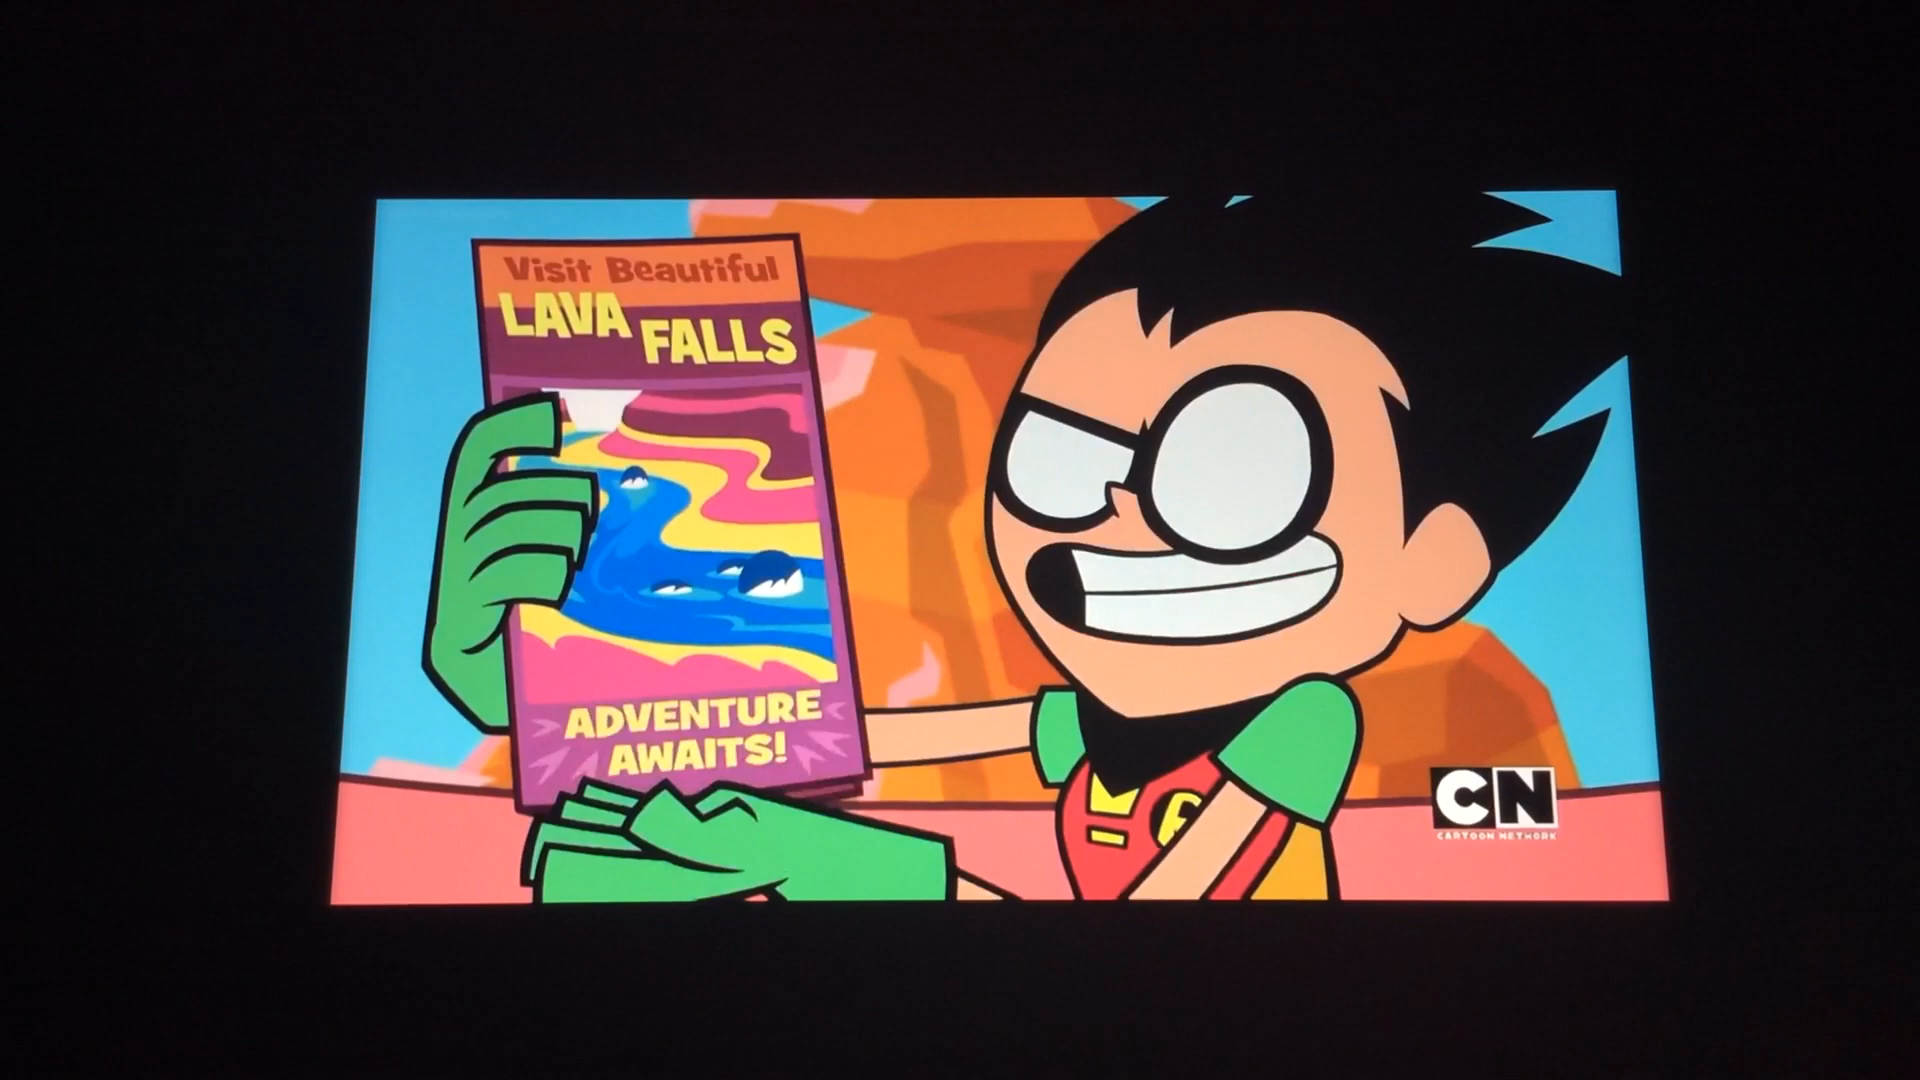 Visit Beautiful
LAVA
FALLS
ADVENTURE
AWAITS!
R
CN
CARTOON NETWORK